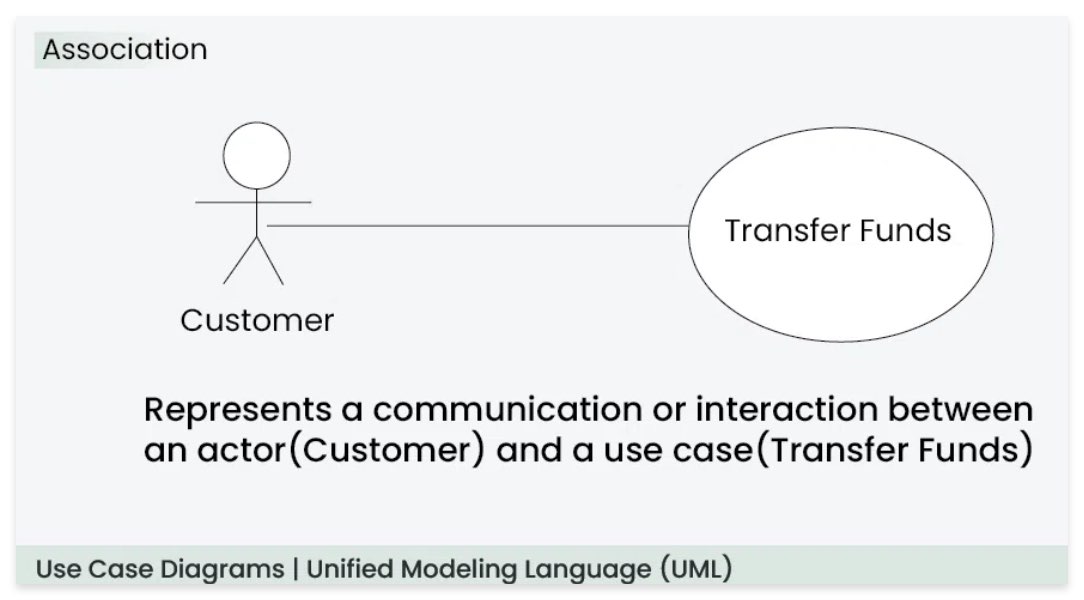 Association
Transfer Funds
Customer
Represents a communication or interaction between
an actor(Customer) and a use case(Transfer Funds)
Use Case Diagrams | Unified Modeling Language (UML)